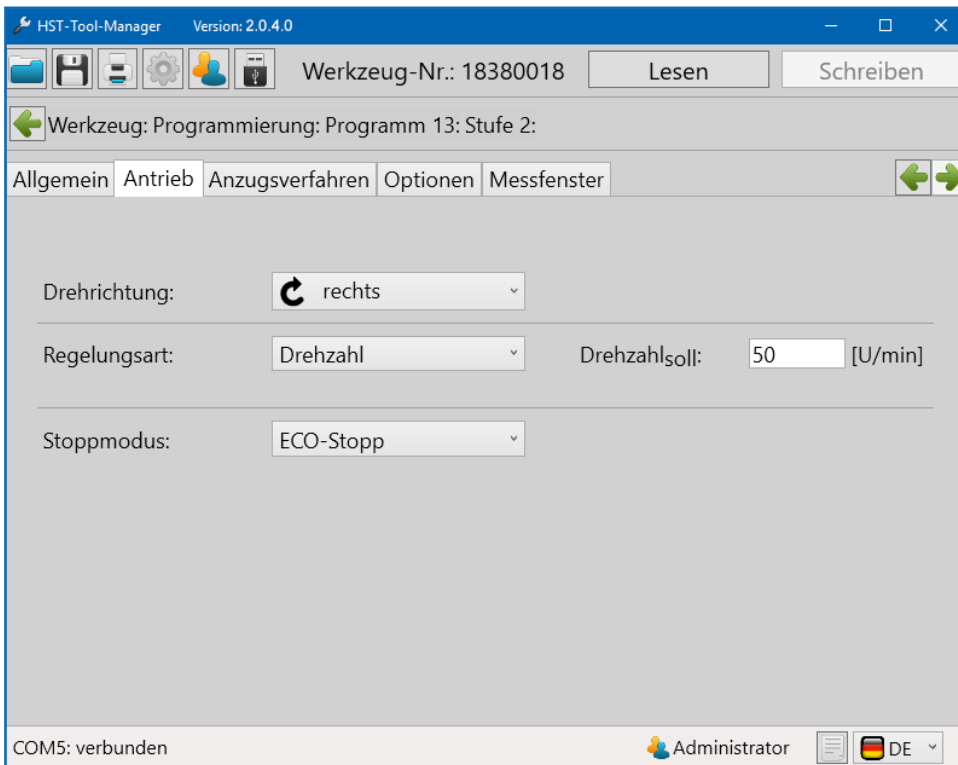 HST-Tool-Manager Version: 2.0.4.0
Werkzeug-Nr.: 18380018 Lesen Schreiben
Werkzeug: Programmierung: Programm 13: Stufe 2:
Allgemein Antrieb Anzugsverfahren Optionen Messfenster
Drehrichtung: rechts
Regelungsart: Drehzahl Drehzahlsoll: 50 [U/min]
Stoppmodus: ECO-Stopp
COM5: verbunden Administrator DE